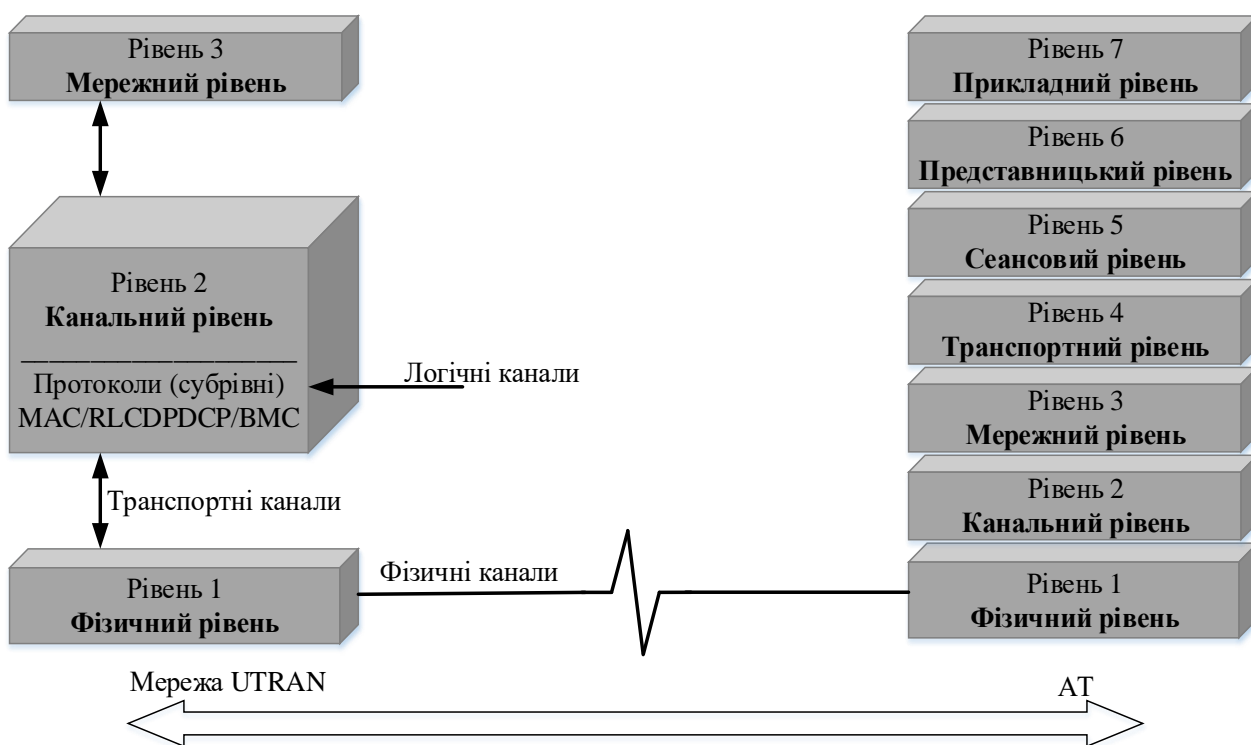 Рівень 3
Мережний рівень
Рівень 2
Канальний рівень
____________________
Протоколи (субрівні)
MAC/RLCDPDCP/BMC
Логічні канали
Транспортні канали
Рівень 1
Фізичний рівень
Фізичні канали
Рівень 7
Прикладний рівень
Рівень 6
Представницький рівень
Рівень 5
Сеансовий рівень
Рівень 4
Транспортний рівень
Рівень 3
Мережний рівень
Рівень 2
Канальний рівень
Рівень 1
Фізичний рівень
Мережа UTRAN
АТ